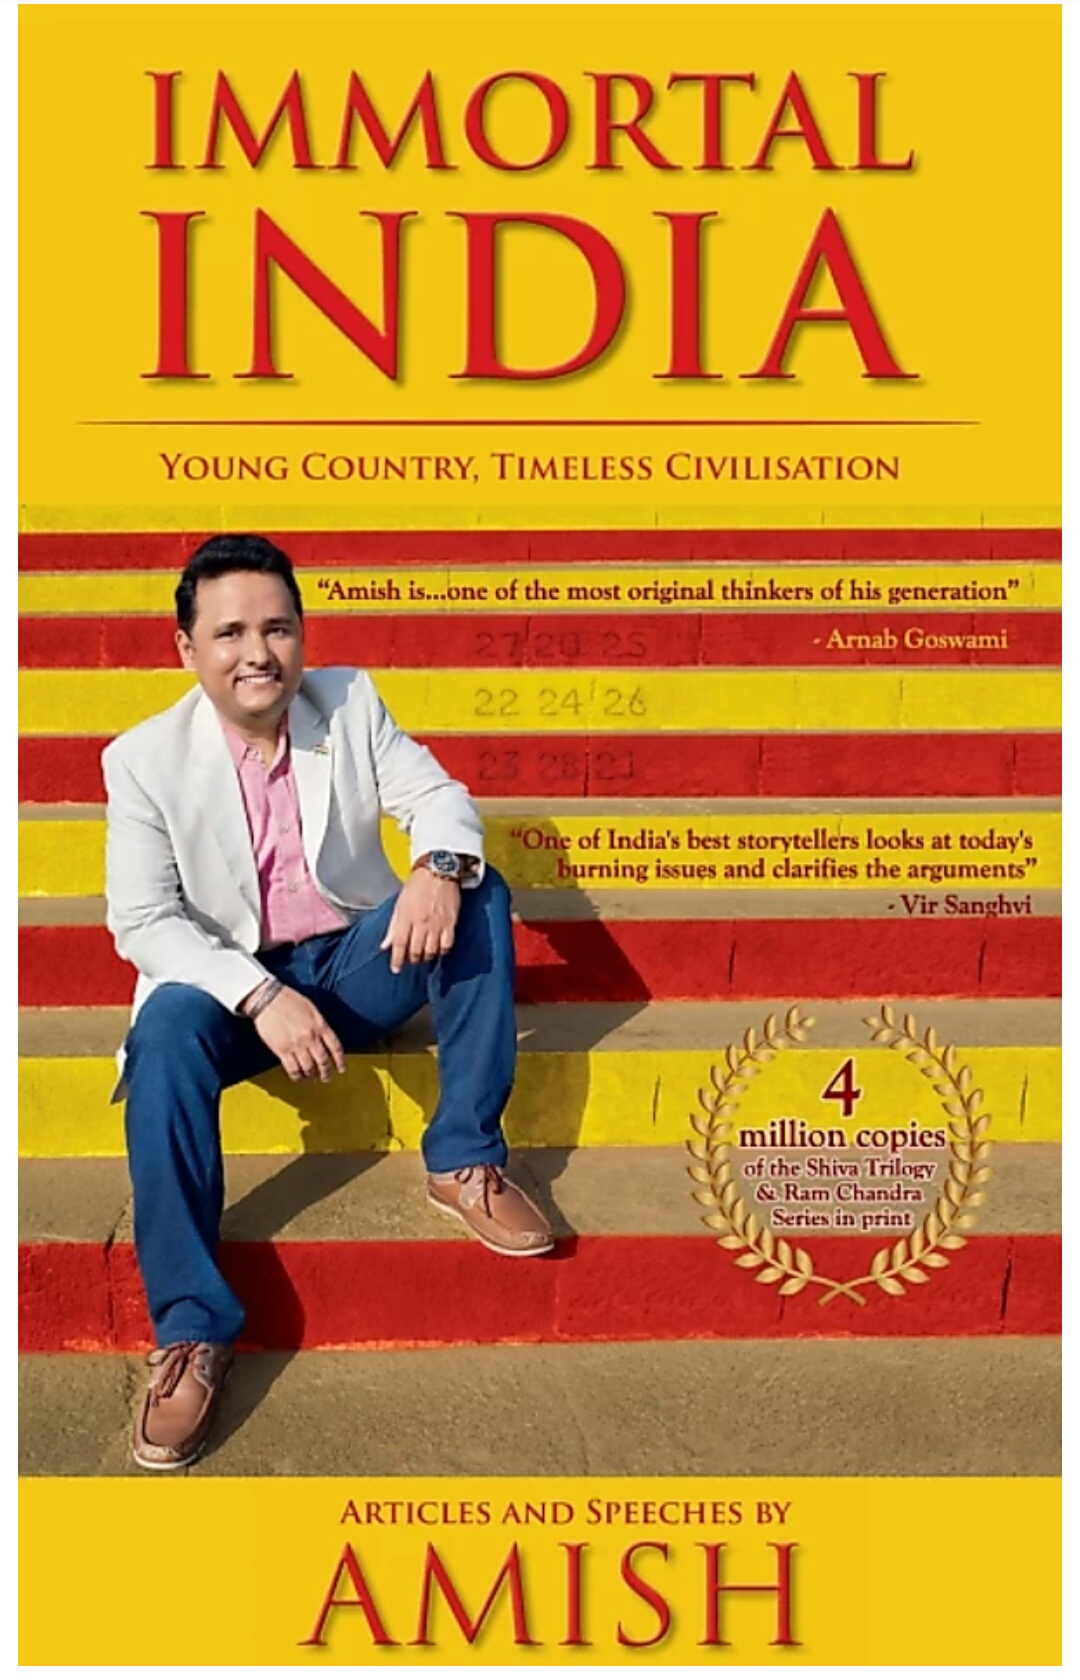 IMMORTAL
INDIA
YOUNG COUNTRY, TIMELESS CIVILISATION
“Amish is...one of the most original thinkers of his generation”
- Arnab Goswami
22 24 26
23 28 21
“One of India's best storytellers looks at today's
burning issues and clarifies the arguments”
- Vir Sanghvi
4
million copies
of the Shiva Trilogy
& Ram Chandra
Series in print
ARTICLES AND SPEECHES BY
AMISH